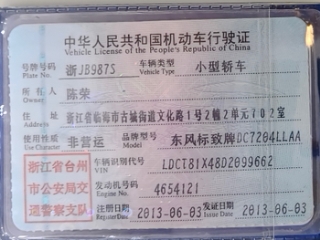 中华人民共和国机动车行驶证
Vehicle License of the People's Republic of China
号牌号码 浙JB987S 车辆类型 小型轿车
Plate No. Vehicle Type
所有人 陈荣
Owner
住址 浙江省临海市古城街道文化路1号2幢2单元702室
Address
使用性质 非营运 品牌型号 东风标致牌DC7204LLAA
Use Character Model
浙江省台州
市公安局交
通警察支队
车辆识别代号 LDCT81X48D2099662
VIN
发动机号码 4654121
Engine No.
注册日期 2013-06-03 发证日期 2013-06-03
Register Date Issue Date